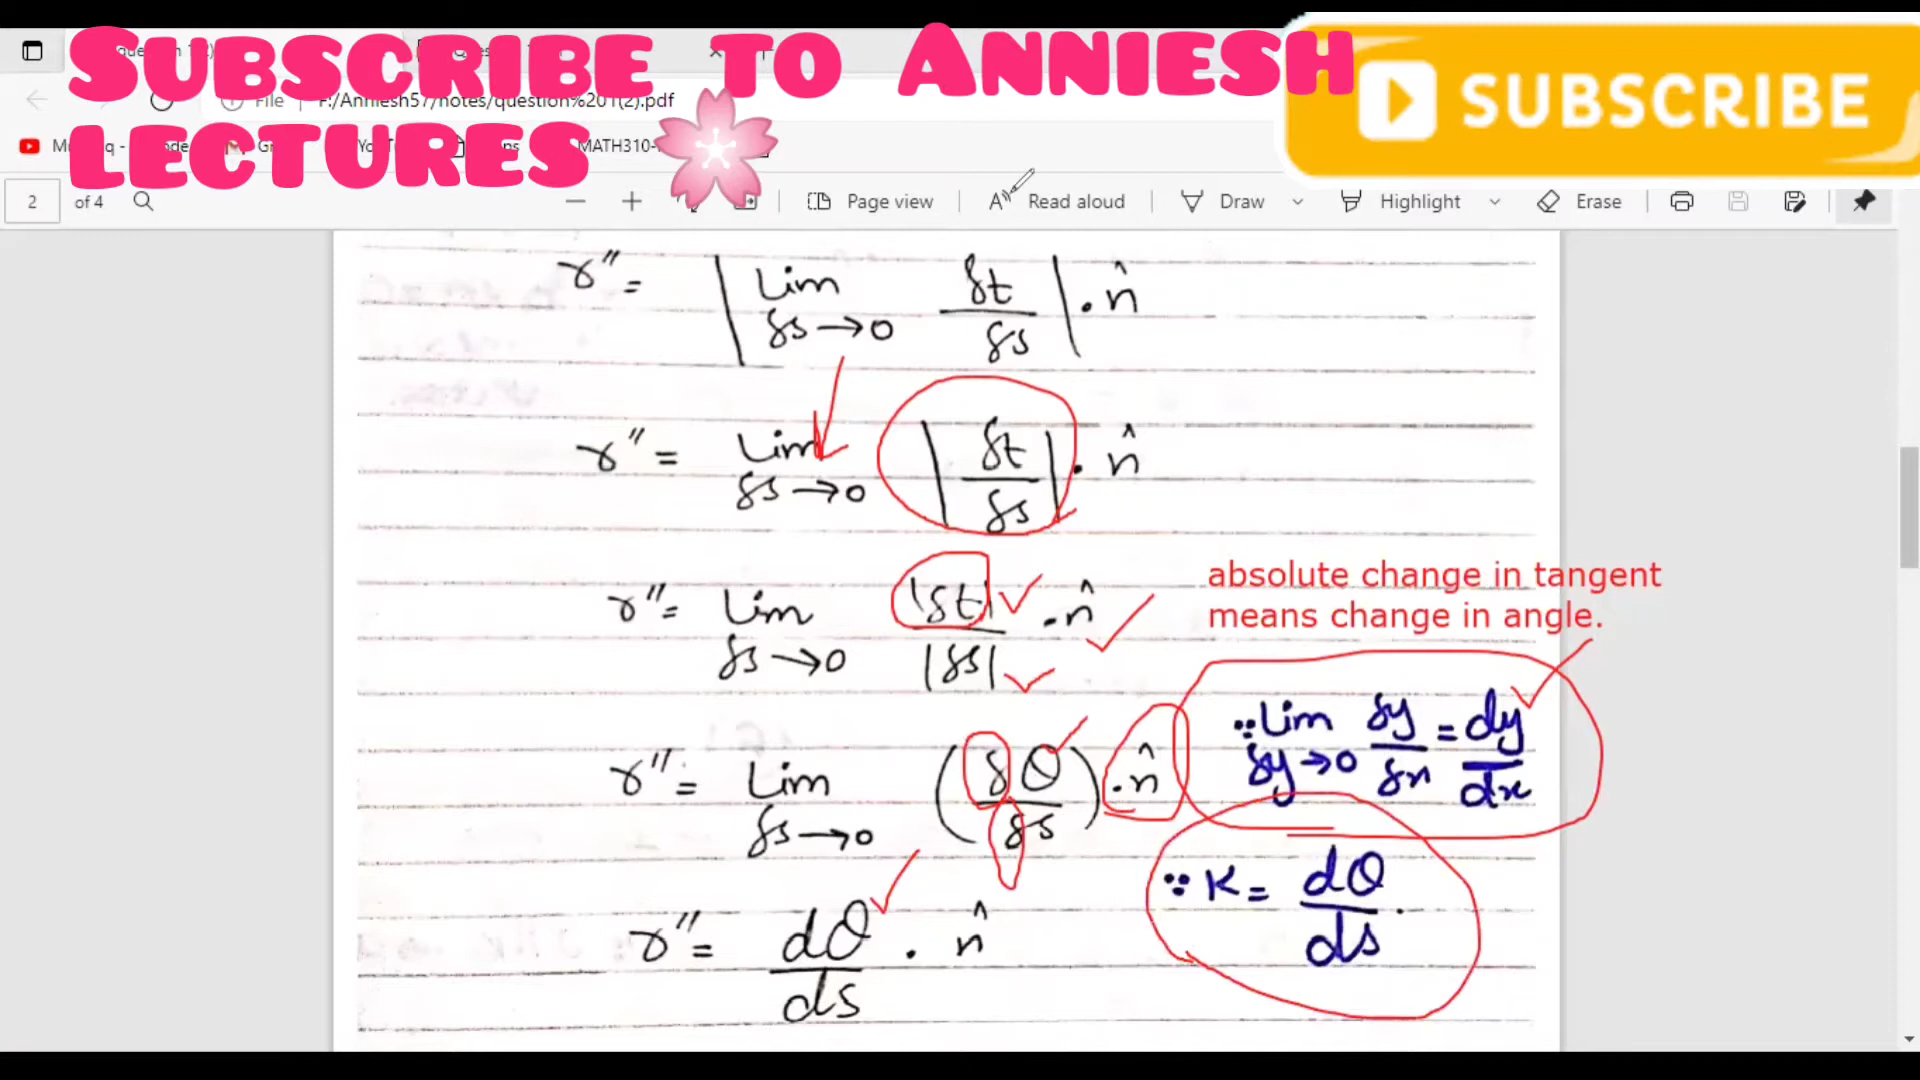 SUBSCRIBE TO ANNIESH
LECTURES
SUBSCRIBE
File F:/Anniesh57/notes/question%201(2).pdf
MATH310-
2 of 4
Page view
Read aloud
Draw
Highlight
Erase
r″ = | Lim δs→0 δt/δs | . n̂
r″ = Lim δs→0 | δt/δs | . n̂
r″ = Lim δs→0 |δt|/|δs| . n̂
absolute change in tangent
means change in angle.
r″ = Lim δs→0 (δθ/δs) . n̂
∵ Lim δy→0 δy/δx = dy/dx
∵ K = dθ/ds
r″ = dθ/ds . n̂